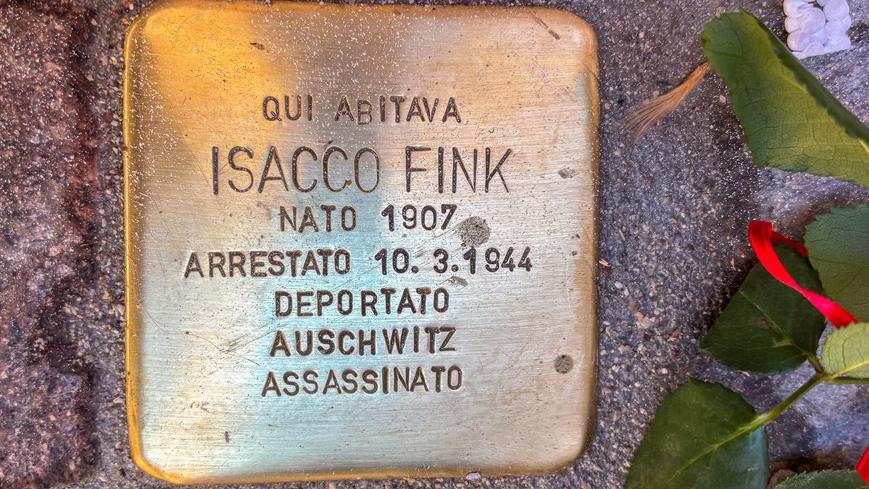 QUI ABITAVA
ISACCO FINK
NATO 1907
ARRESTATO 10.3.1944
DEPORTATO
AUSCHWITZ
ASSASSINATO